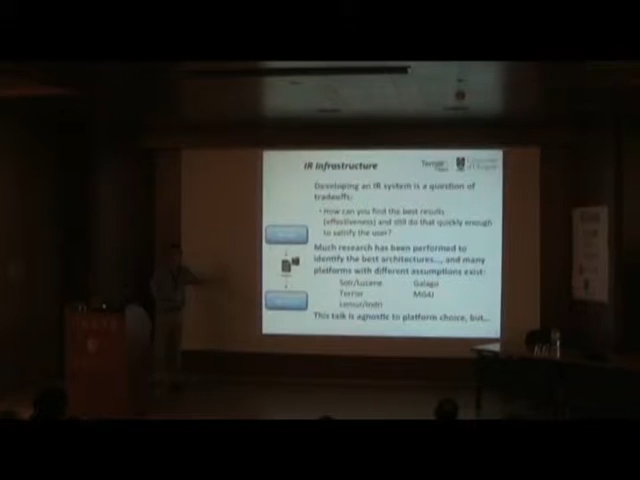 IR Infrastructure
Terrier
University
of Glasgow
Developing an IR system is a question of
tradeoffs:
• How can you find the best results
(effectiveness) and still do that quickly enough
to satisfy the user?
Much research has been performed to
identify the best architectures..., and many
platforms with different assumptions exist:
Solr/Lucene
Galago
Terrier
MG4J
Lemur/Indri
This talk is agnostic to platform choice, but...